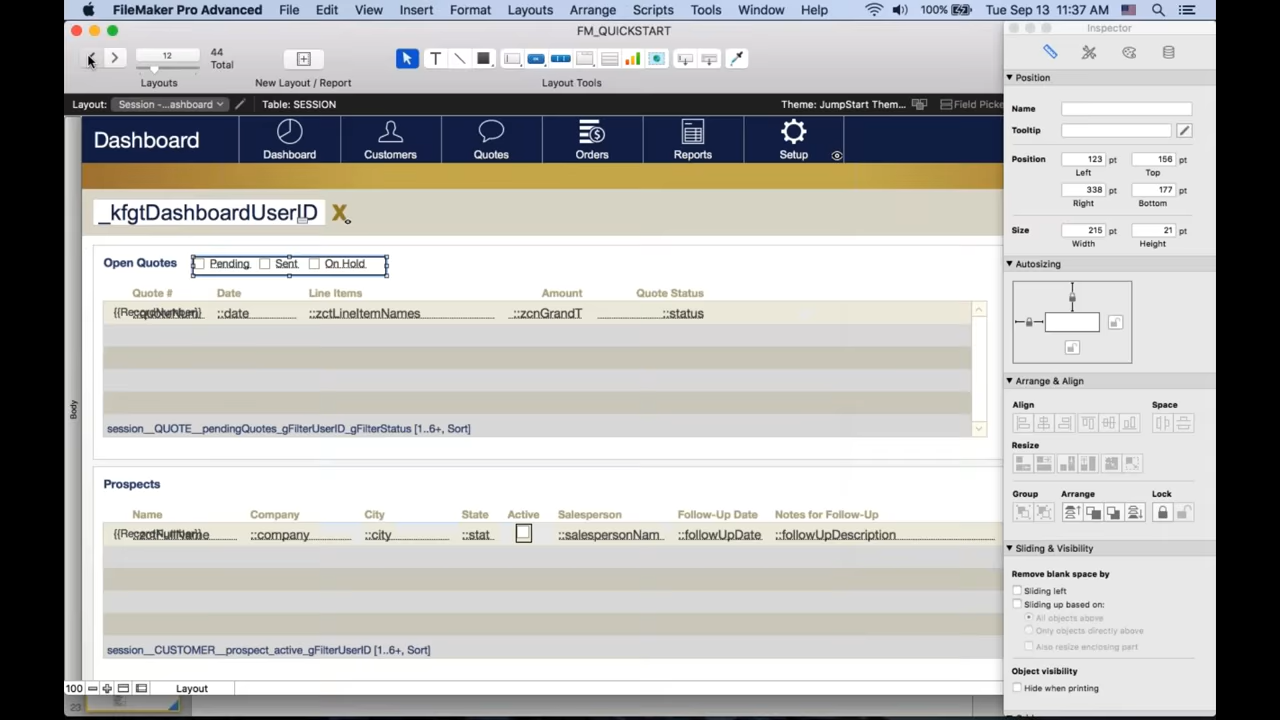 FileMaker Pro Advanced File Edit View Insert Format Layouts Arrange Scripts Tools Window Help 100% Tue Sep 13 11:37 AM
FM_QUICKSTART
Inspector
12
44
Total
Layouts
New Layout / Report
Layout Tools
Layout: Session -...ashboard Table: SESSION Theme: JumpStart Them... Field Picke
Position
Name
Tooltip
Position 123 pt 156 pt
Left Top
338 pt 177 pt
Right Bottom
Size 215 pt 21 pt
Width Height
Autosizing
Arrange & Align
Align Space
Resize
Group Arrange Lock
Sliding & Visibility
Remove blank space by
Sliding left
Sliding up based on:
All objects above
Only objects directly above
Also resize enclosing part
Object visibility
Hide when printing
Dashboard
Dashboard Customers Quotes Orders Reports Setup
_kfgtDashboardUserID X
Open Quotes Pending Sent On Hold
Quote # Date Line Items Amount Quote Status
::date ::zctLineItemNames ::zcnGrandT ::status
session__QUOTE__pendingQuotes_gFilterUserID_gFilterStatus [1..6+, Sort]
Body
Prospects
Name Company City State Active Salesperson Follow-Up Date Notes for Follow-Up
::company ::city ::stat ::salespersonNam ::followUpDate ::followUpDescription
session__CUSTOMER__prospect_active_gFilterUserID [1..6+, Sort]
100 Layout
23